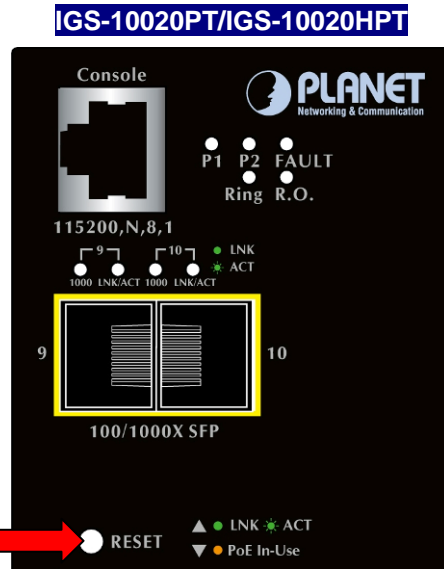 IGS-10020PT/IGS-10020HPT
Console
PLANET
Networking & Communication
P1 P2 FAULT
Ring R.O.
115200,N,8,1
9 10 LNK
ACT
1000 LNK/ACT 1000 LNK/ACT
9 10
100/1000X SFP
RESET
LNK ACT
PoE In-Use